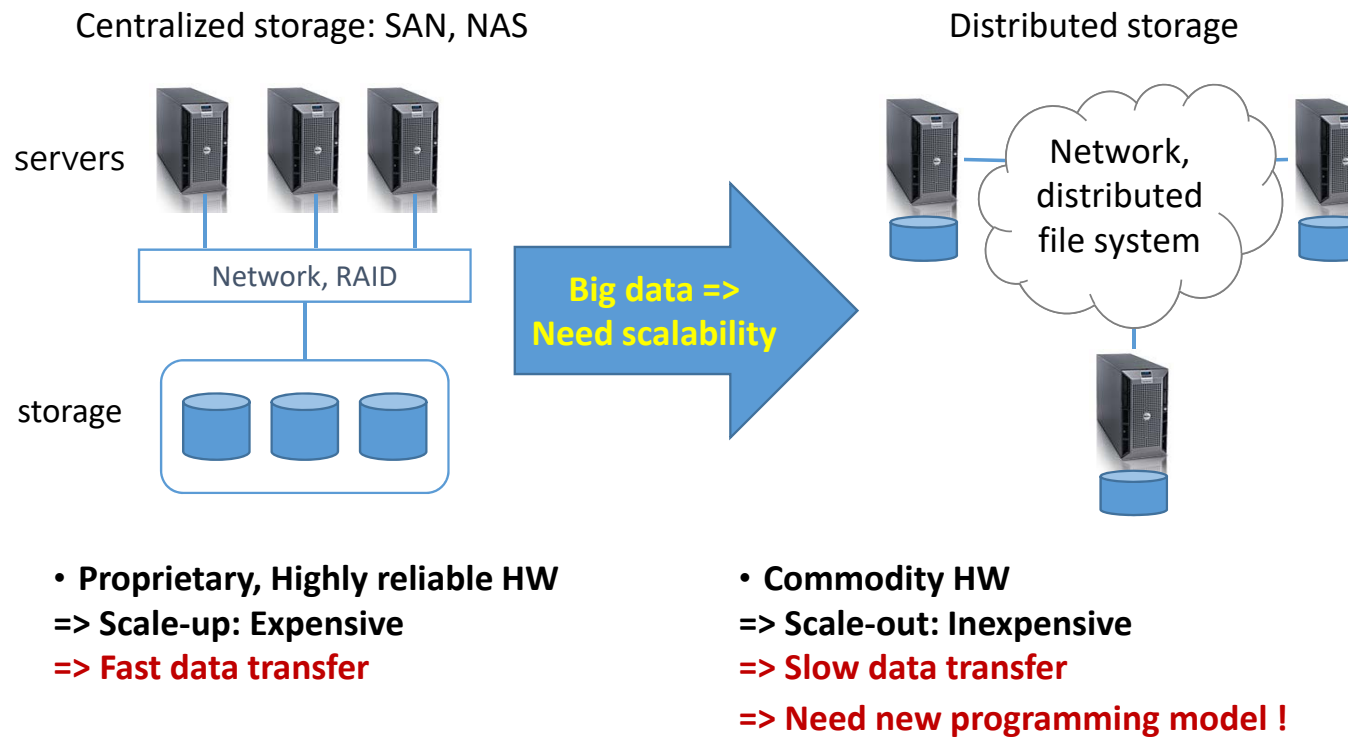 Centralized storage: SAN, NAS
servers
Network, RAID
storage
Big data =>
Need scalability
Distributed storage
Network,
distributed
file system
• Proprietary, Highly reliable HW
=> Scale-up: Expensive
=> Fast data transfer
• Commodity HW
=> Scale-out: Inexpensive
=> Slow data transfer
=> Need new programming model !